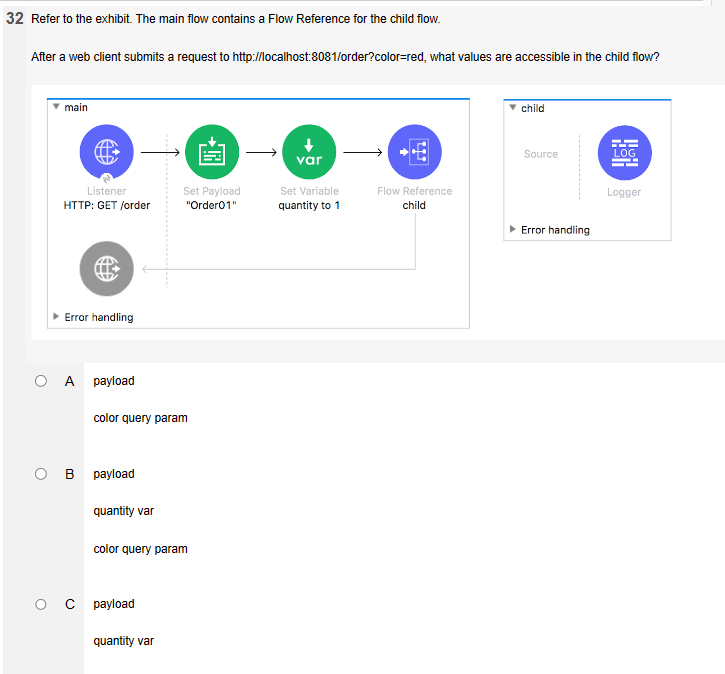 32 Refer to the exhibit. The main flow contains a Flow Reference for the child flow.
After a web client submits a request to http://localhost:8081/order?color=red, what values are accessible in the child flow?
main
child
var
LOG
Listener
HTTP: GET /order
Set Payload
"Order01"
Set Variable
quantity to 1
Flow Reference
child
Source
Logger
Error handling
Error handling
A payload
color query param
B payload
quantity var
color query param
C payload
quantity var